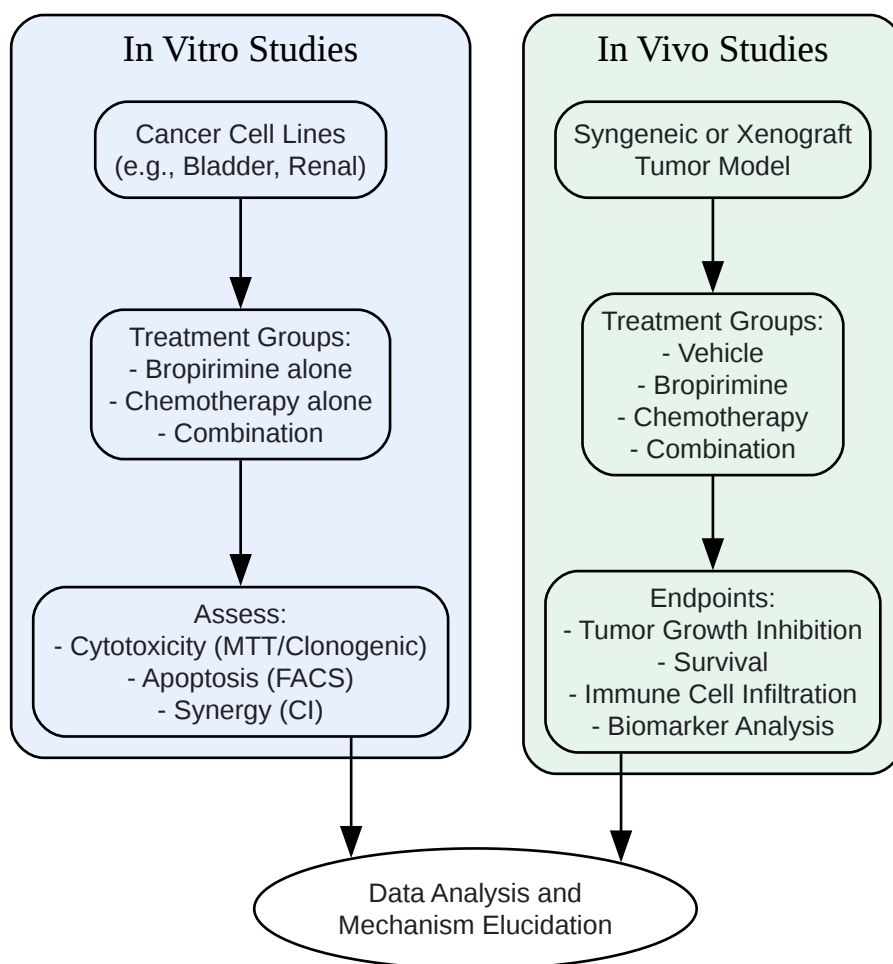 In Vitro Studies
Cancer Cell Lines
(e.g., Bladder, Renal)
Treatment Groups:
- Bropirimine alone
- Chemotherapy alone
- Combination
Assess:
- Cytotoxicity (MTT/Clonogenic)
- Apoptosis (FACS)
- Synergy (CI)
In Vivo Studies
Syngeneic or Xenograft
Tumor Model
Treatment Groups:
- Vehicle
- Bropirimine
- Chemotherapy
- Combination
Endpoints:
- Tumor Growth Inhibition
- Survival
- Immune Cell Infiltration
- Biomarker Analysis
Data Analysis and
Mechanism Elucidation